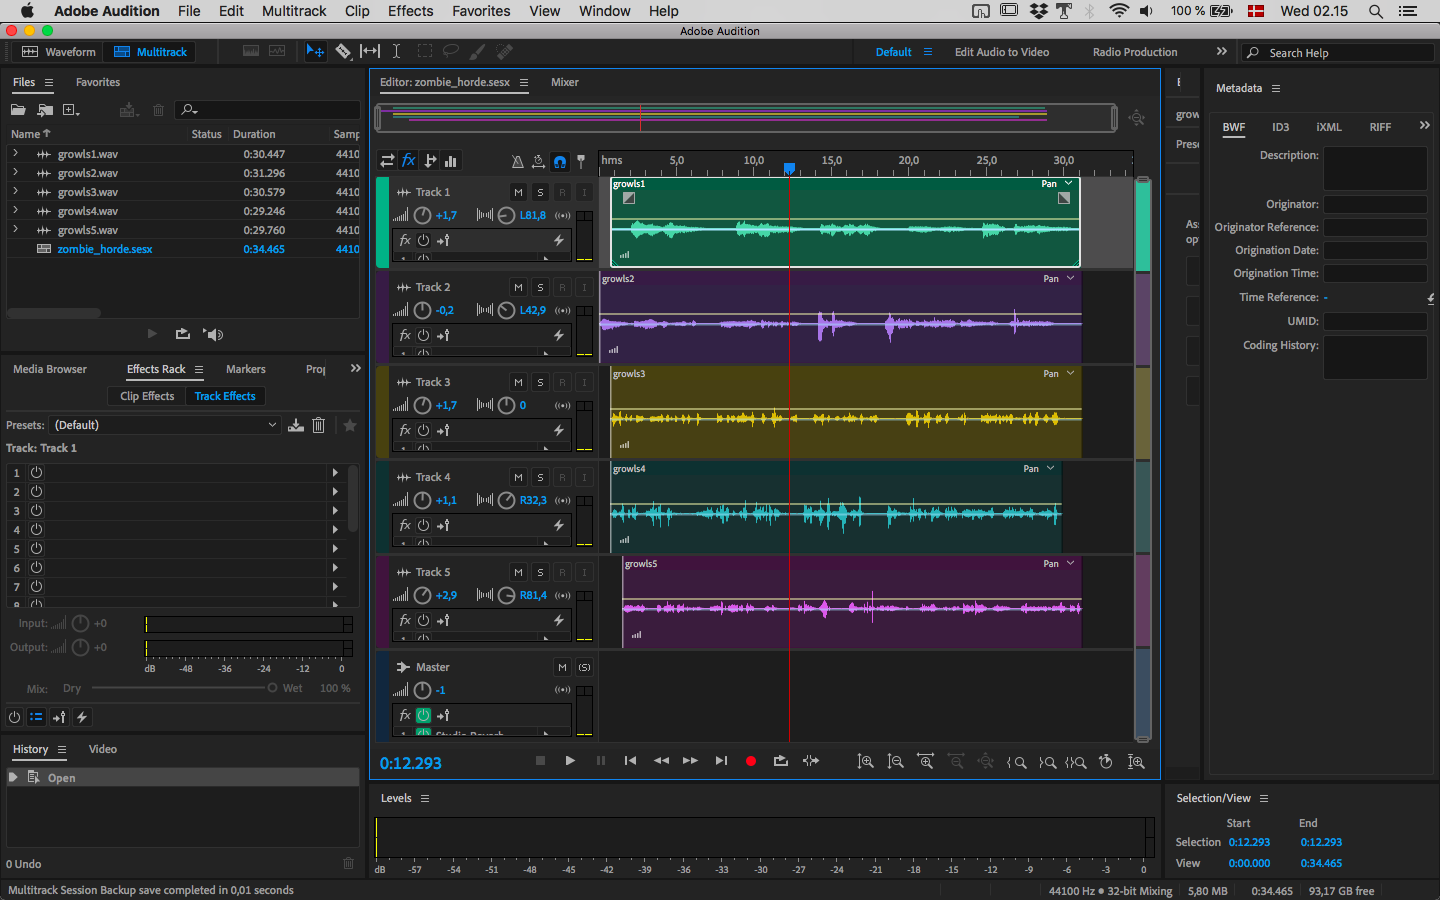 Adobe Audition File Edit Multitrack Clip Effects Favorites View Window Help 100 % Wed 02.15
Adobe Audition
Waveform Multitrack Default Edit Audio to Video Radio Production Search Help
Files Favorites
Name Status Duration Samp
growls1.wav 0:30.447 4410
growls2.wav 0:31.296 4410
growls3.wav 0:30.579 4410
growls4.wav 0:29.246 4410
growls5.wav 0:29.760 4410
zombie_horde.sesx 0:34.465 4410
Media Browser Effects Rack Markers Prop
Clip Effects Track Effects
Presets: (Default)
Track: Track 1
1
2
3
4
5
6
7
8
Input: +0
Output: +0
dB -48 -36 -24 -12 0
Mix: Dry Wet 100 %
History Video
Open
0 Undo
Editor: zombie_horde.sesx Mixer
fx hms 5,0 10,0 15,0 20,0 25,0 30,0
Track 1 M S R I
+1,7 L81,8
fx
growls1 Pan
Track 2 M S R I
-0,2 L42,9
fx
growls2 Pan
Track 3 M S R I
+1,7 0
fx
growls3 Pan
Track 4 M S R I
+1,1 R32,3
fx
growls4 Pan
Track 5 M S R I
+2,9 R81,4
fx
growls5 Pan
Master M (S)
-1
fx
Studio Reverb
0:12.293
Levels
dB -57 -54 -51 -48 -45 -42 -39 -36 -33 -30 -27 -24 -21 -18 -15 -12 -9 -6 -3 0
grow
Prese
Ass
op
Metadata
BWF ID3 iXML RIFF
Description:
Originator:
Originator Reference:
Origination Date:
Origination Time:
Time Reference: -
UMID:
Coding History:
Selection/View
Start End
Selection 0:12.293 0:12.293
View 0:00.000 0:34.465
Multitrack Session Backup save completed in 0,01 seconds 44100 Hz • 32-bit Mixing 5,80 MB 0:34.465 93,17 GB free